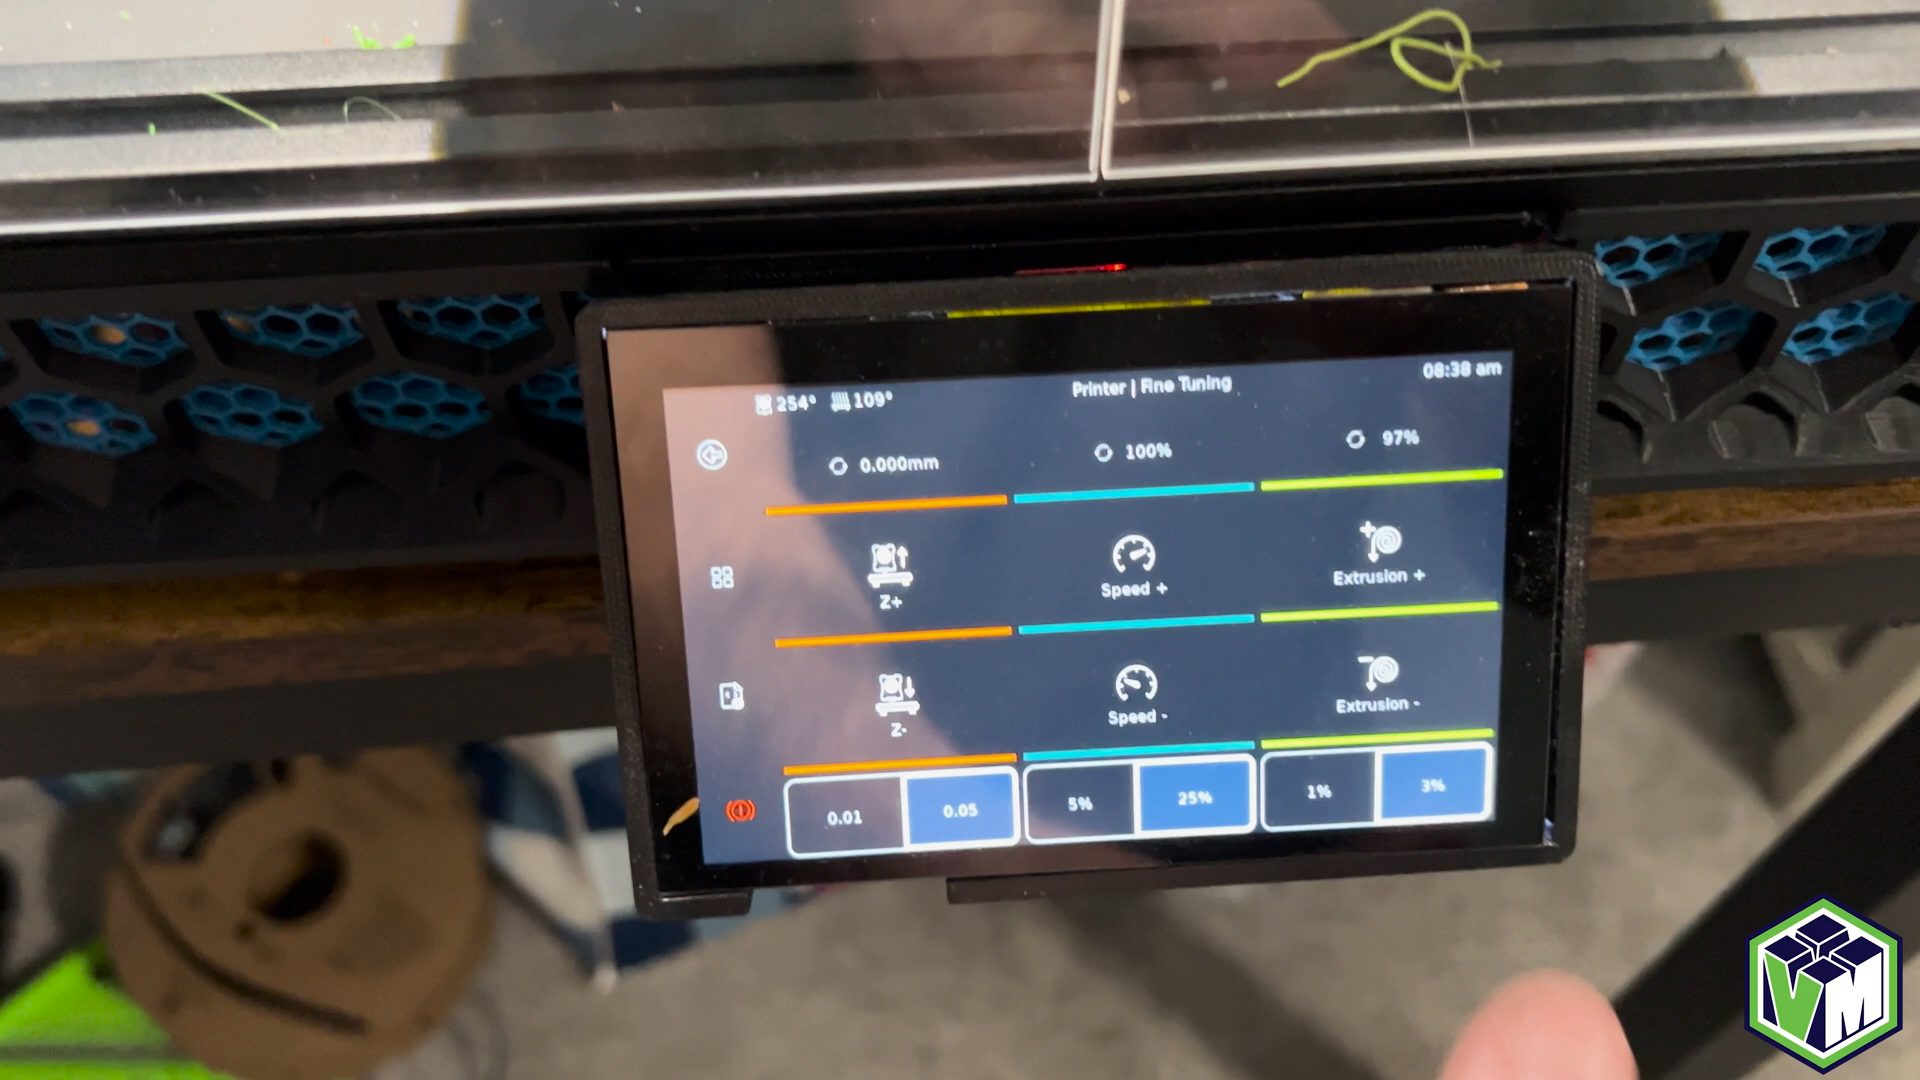 254° 109° Printer | Fine Tuning 08:38 am
0.000mm 100% 97%
Z+ Speed + Extrusion +
Z- Speed - Extrusion -
0.01 0.05 5% 25% 1% 3%
VM